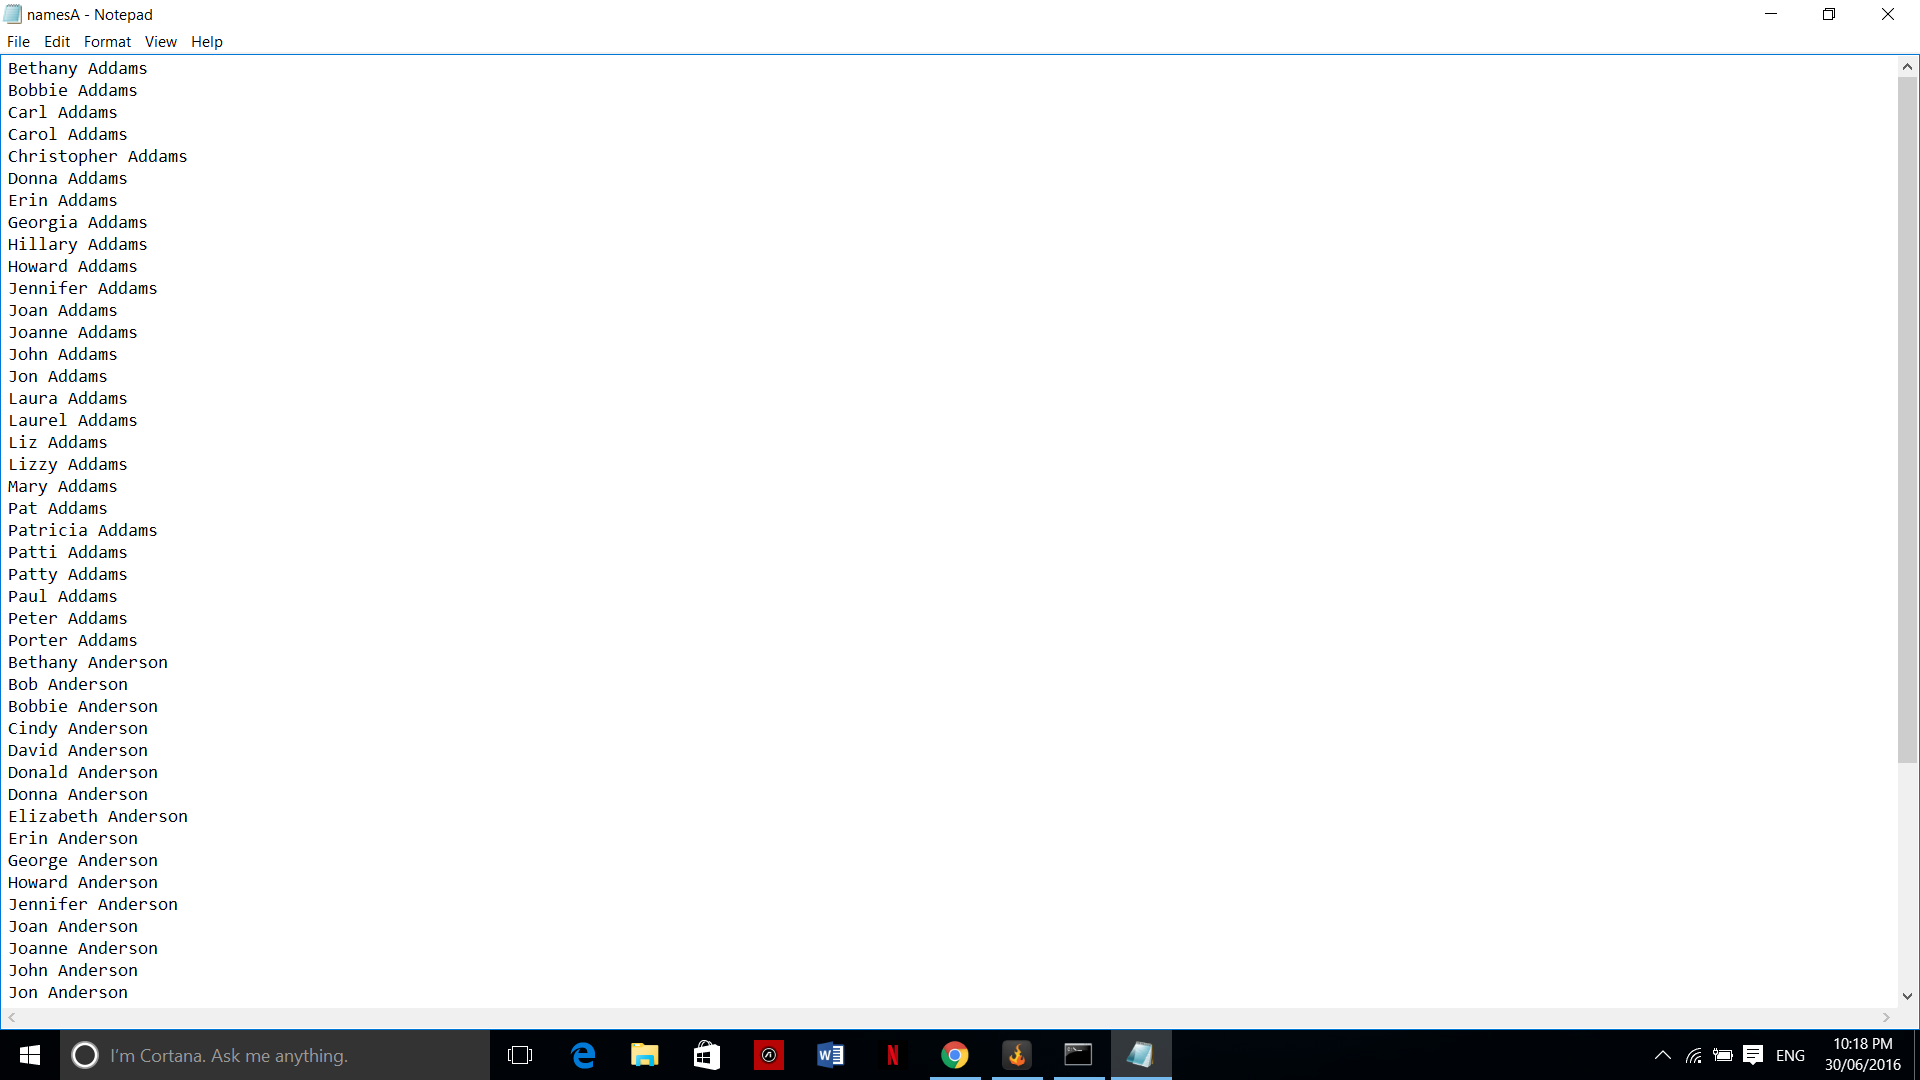 namesA - Notepad
File Edit Format View Help
Bethany Addams
Bobbie Addams
Carl Addams
Carol Addams
Christopher Addams
Donna Addams
Erin Addams
Georgia Addams
Hillary Addams
Howard Addams
Jennifer Addams
Joan Addams
Joanne Addams
John Addams
Jon Addams
Laura Addams
Laurel Addams
Liz Addams
Lizzy Addams
Mary Addams
Pat Addams
Patricia Addams
Patti Addams
Patty Addams
Paul Addams
Peter Addams
Porter Addams
Bethany Anderson
Bob Anderson
Bobbie Anderson
Cindy Anderson
David Anderson
Donald Anderson
Donna Anderson
Elizabeth Anderson
Erin Anderson
George Anderson
Howard Anderson
Jennifer Anderson
Joan Anderson
Joanne Anderson
John Anderson
Jon Anderson
I'm Cortana. Ask me anything.
ENG
10:18 PM
30/06/2016